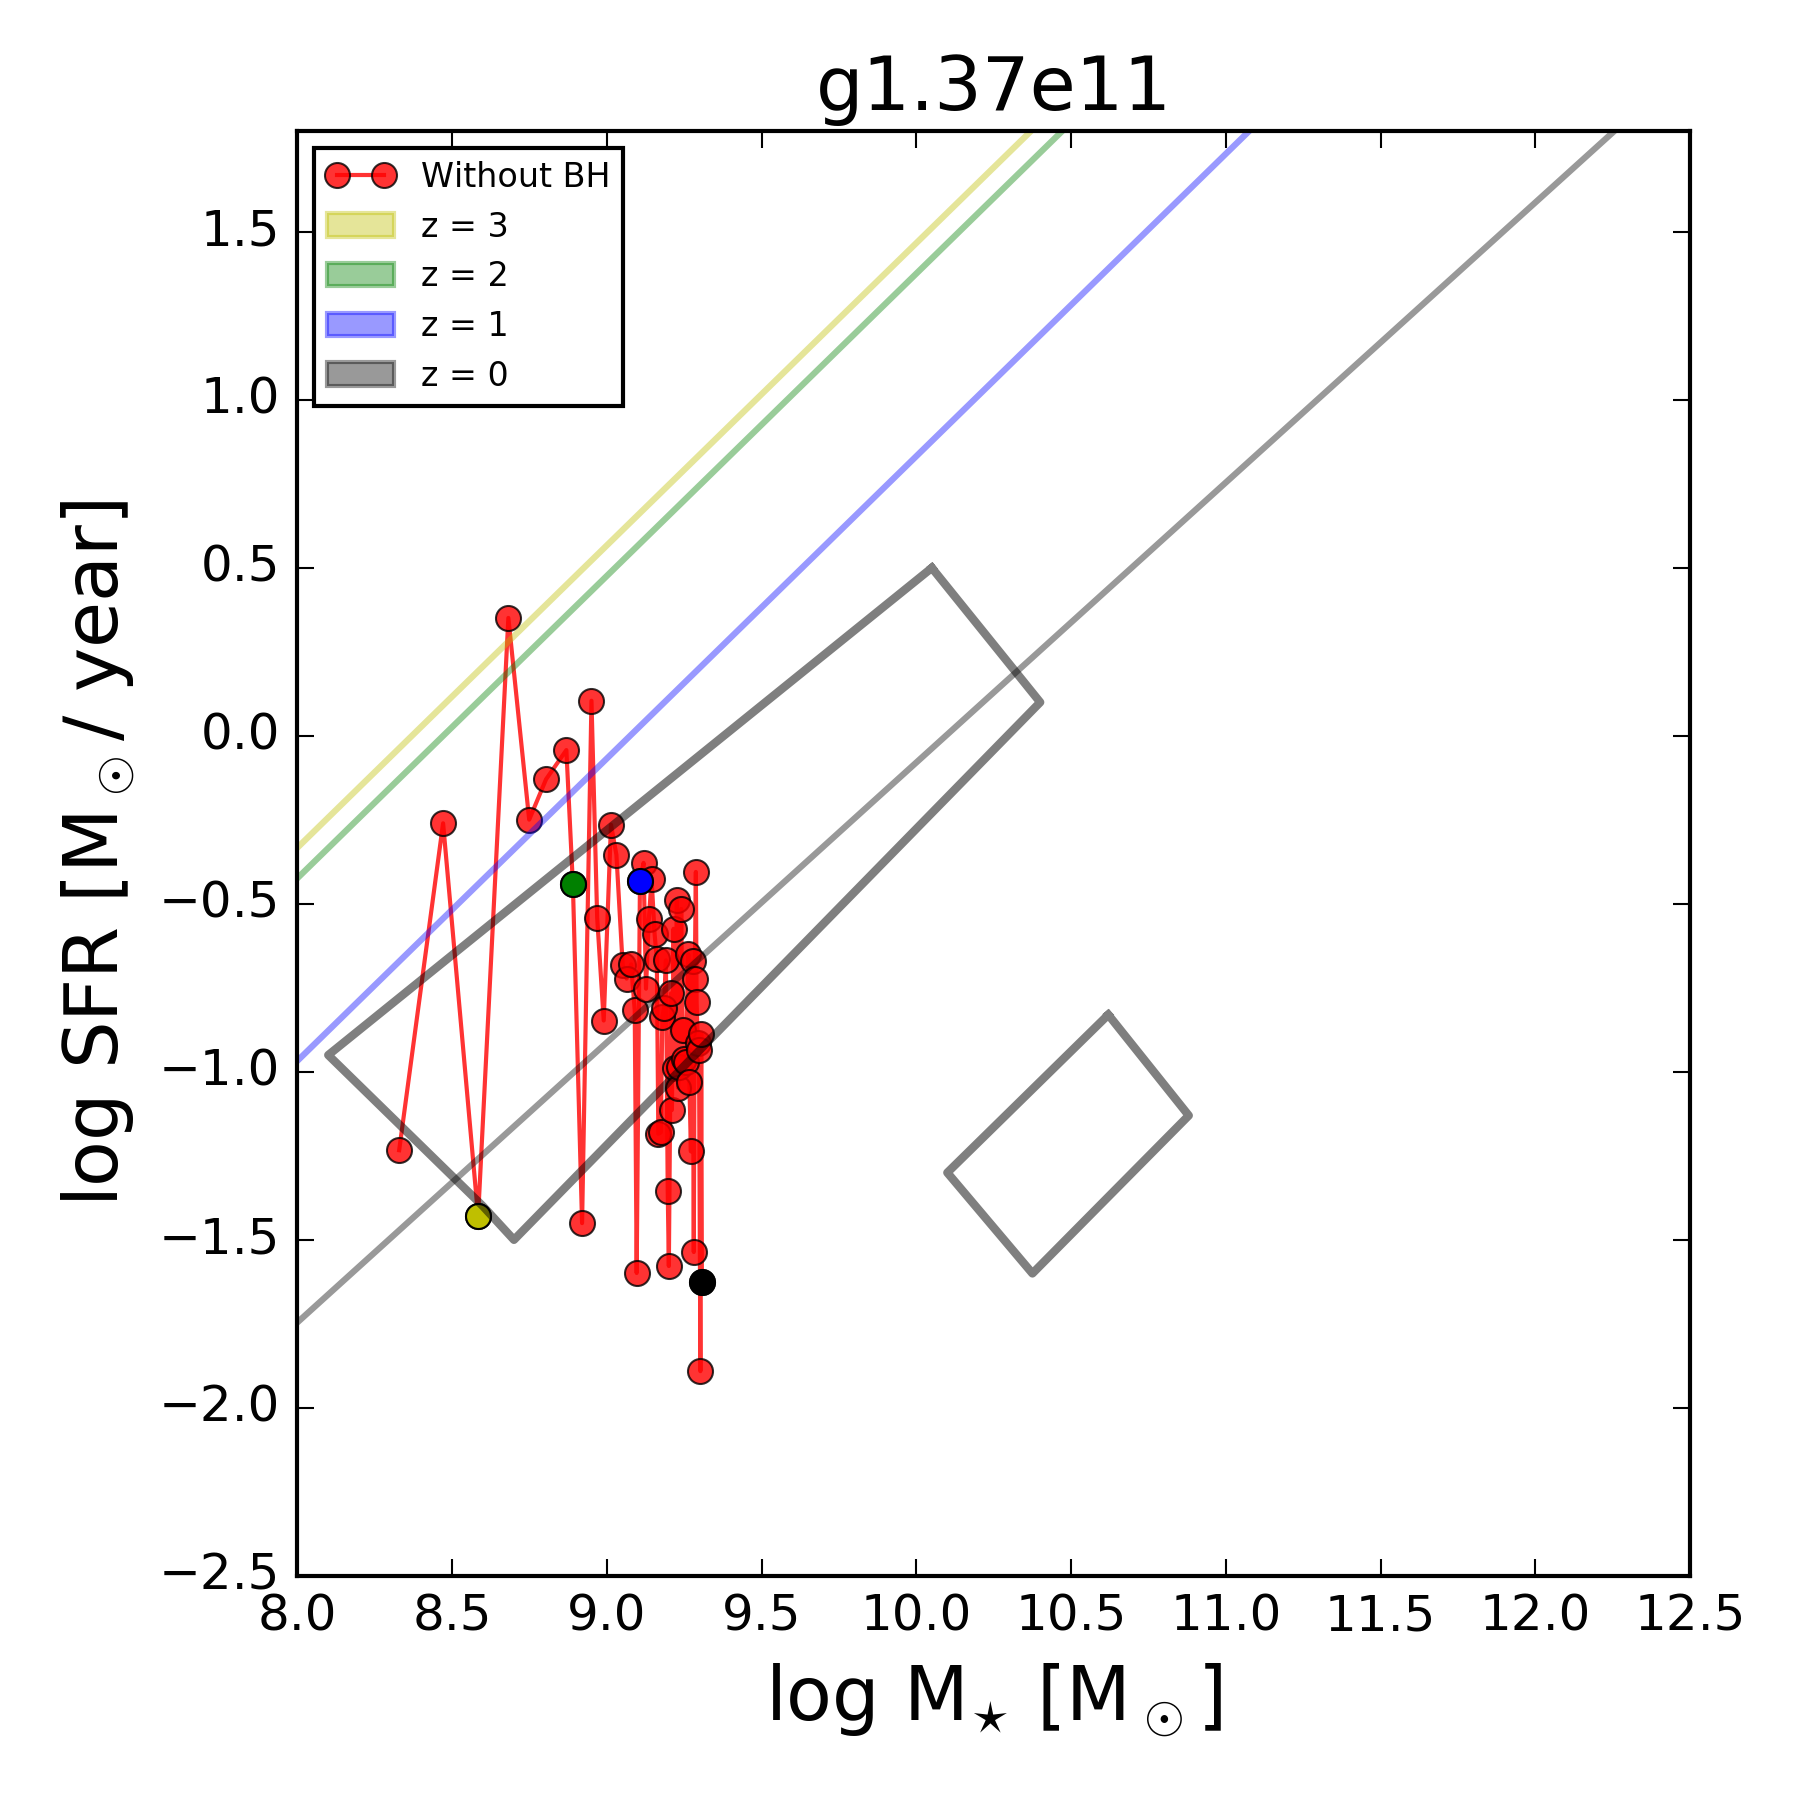 g1.37e11
Without BH
z = 3
z = 2
z = 1
z = 0
log SFR [M☉/ year]
1.5
1.0
0.5
0.0
−0.5
−1.0
−1.5
−2.0
−2.5
8.0 8.5 9.0 9.5 10.0 10.5 11.0 11.5 12.0 12.5
log M⋆ [M☉]